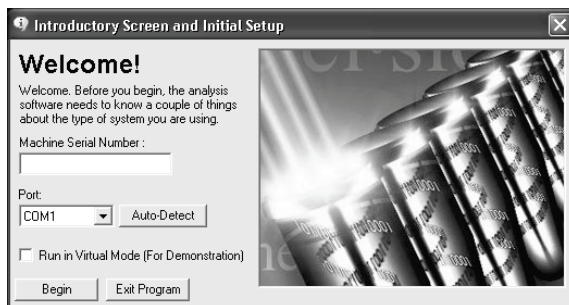 Introductory Screen and Initial Setup
Welcome!
Welcome. Before you begin, the analysis
software needs to know a couple of things
about the type of system you are using.
Machine Serial Number :
Port:
COM1
Auto-Detect
Run in Virtual Mode (For Demonstration)
Begin
Exit Program